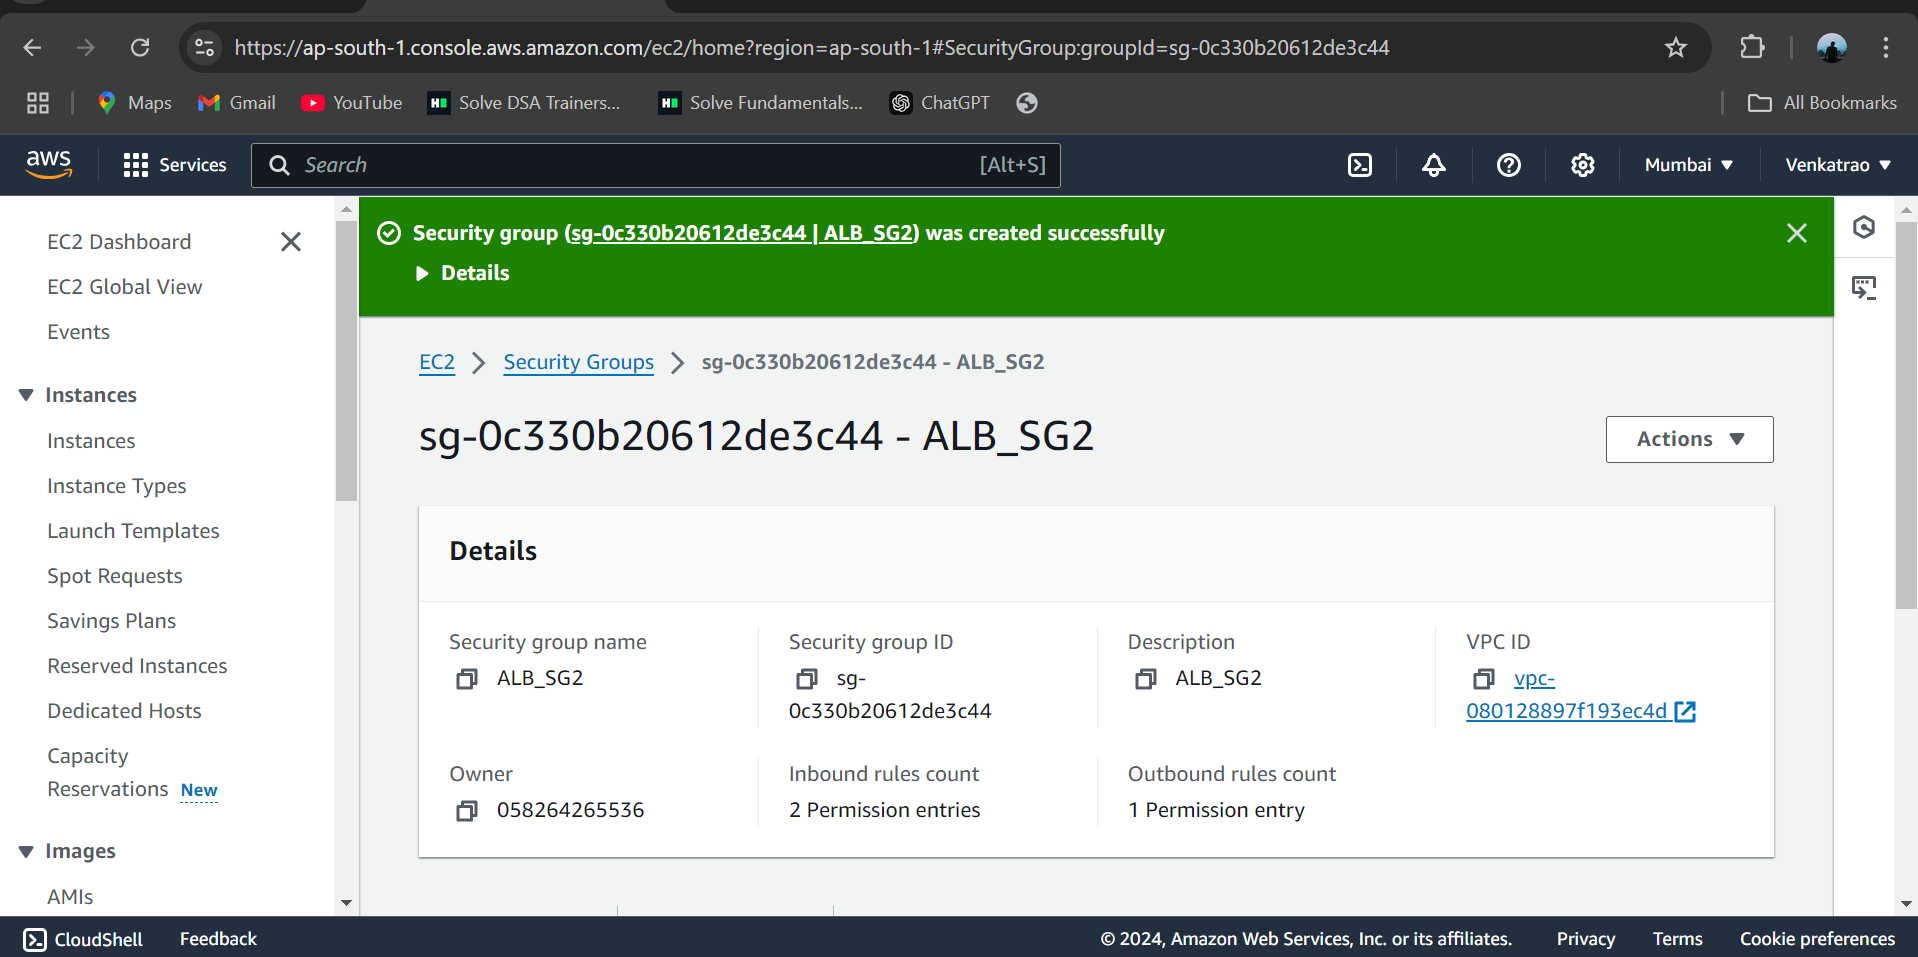 https://ap-south-1.console.aws.amazon.com/ec2/home?region=ap-south-1#SecurityGroup:groupId=sg-0c330b20612de3c44
Maps
Gmail
YouTube
Solve DSA Trainers...
Solve Fundamentals...
ChatGPT
All Bookmarks
aws
Services
Search
[Alt+S]
Mumbai
Venkatrao
EC2 Dashboard
EC2 Global View
Events
Instances
Instances
Instance Types
Launch Templates
Spot Requests
Savings Plans
Reserved Instances
Dedicated Hosts
Capacity
Reservations New
Images
AMIs
Security group (sg-0c330b20612de3c44 | ALB_SG2) was created successfully
Details
EC2
Security Groups
sg-0c330b20612de3c44 - ALB_SG2
sg-0c330b20612de3c44 - ALB_SG2
Actions
Details
Security group name
ALB_SG2
Security group ID
sg-
0c330b20612de3c44
Description
ALB_SG2
VPC ID
vpc-
080128897f193ec4d
Owner
058264265536
Inbound rules count
2 Permission entries
Outbound rules count
1 Permission entry
CloudShell
Feedback
© 2024, Amazon Web Services, Inc. or its affiliates.
Privacy
Terms
Cookie preferences